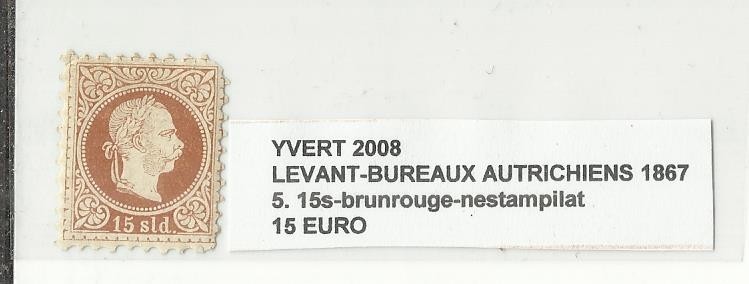 15 sld.
YVERT 2008
LEVANT-BUREAUX AUTRICHIENS 1867
5. 15s-brunrouge-nestampilat
15 EURO